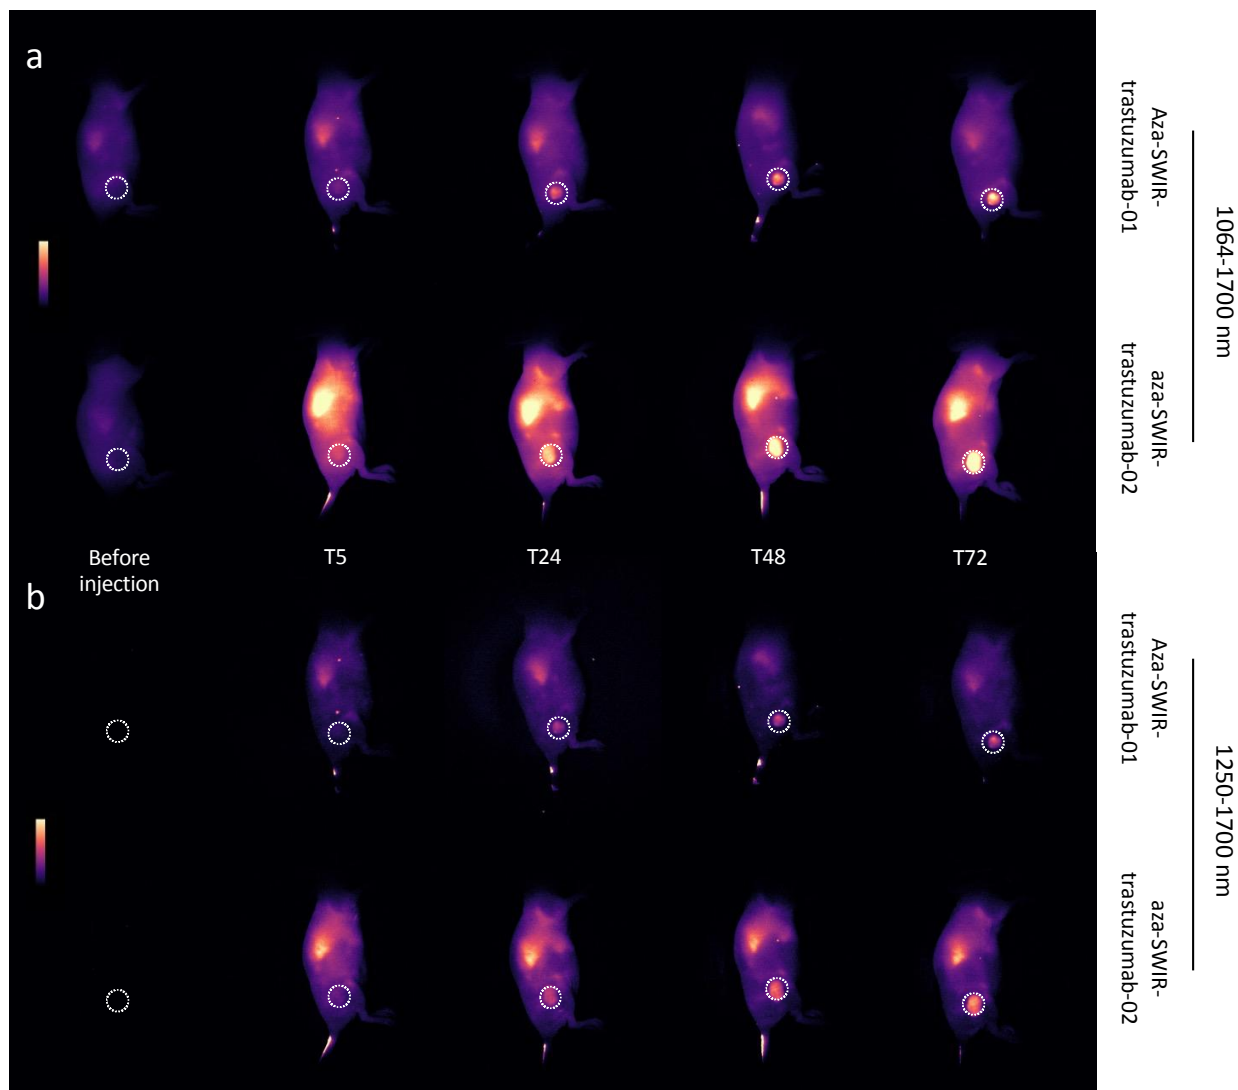 a
Aza-SWIR-
trastuzumab-01
1064-1700 nm
aza-SWIR-
trastuzumab-02
Before
injection
T5
T24
T48
T72
b
Aza-SWIR-
trastuzumab-01
1250-1700 nm
aza-SWIR-
trastuzumab-02